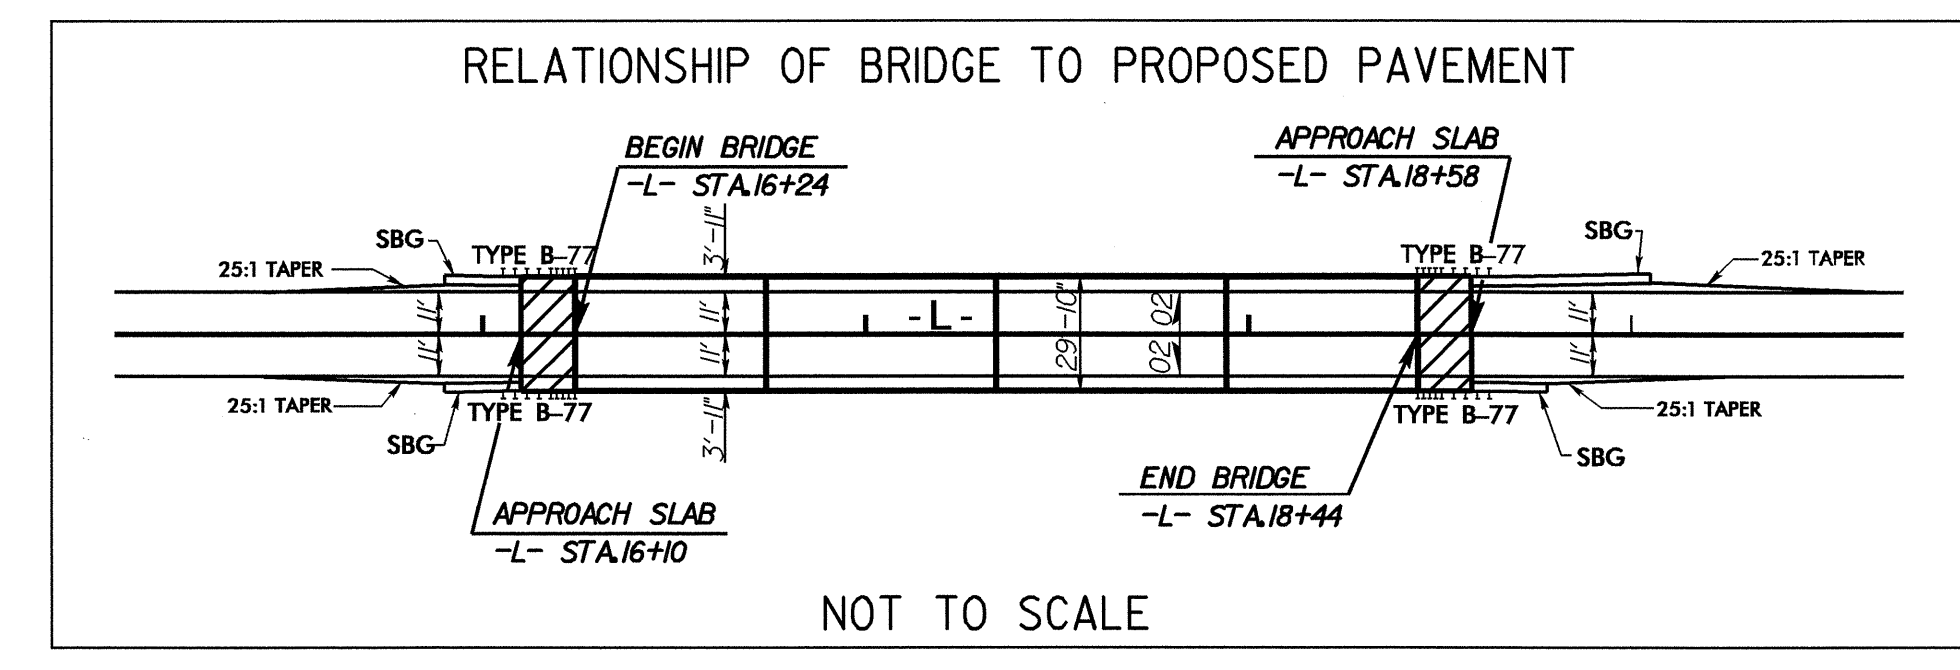 RELATIONSHIP OF BRIDGE TO PROPOSED PAVEMENT
BEGIN BRIDGE
-L- STA.16+24
APPROACH SLAB
-L- STA.18+58
SBG
TYPE B-77
25:1 TAPER
3'-11"
TYPE B-77
SBG
25:1 TAPER
11'
11'
-L-
29'-10"
02
02
11'
11'
11'
11'
25:1 TAPER
SBG
TYPE B-77
3'-11"
TYPE B-77
25:1 TAPER
SBG
APPROACH SLAB
-L- STA.16+10
END BRIDGE
-L- STA.18+44
NOT TO SCALE